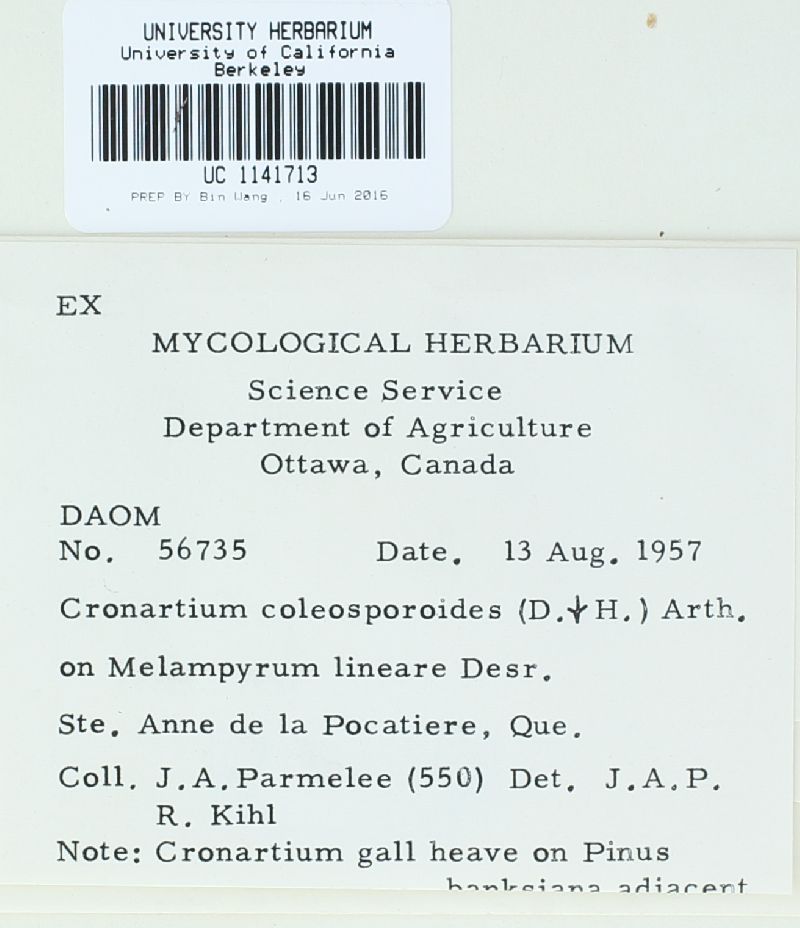 UNIVERSITY HERBARIUM
University of California
Berkeley
UC 1141713
PREP BY Bin Wang , 16 Jun 2016
EX
MYCOLOGICAL HERBARIUM
Science Service
Department of Agriculture
Ottawa, Canada
DAOM
No. 56735 Date. 13 Aug. 1957
Cronartium coleosporoides (D.& H.) Arth.
on Melampyrum lineare Desr.
Ste. Anne de la Pocatiere, Que.
Coll. J.A.Parmelee (550) Det. J.A.P.
R. Kihl
Note: Cronartium gall heave on Pinus
banksiana adjacent